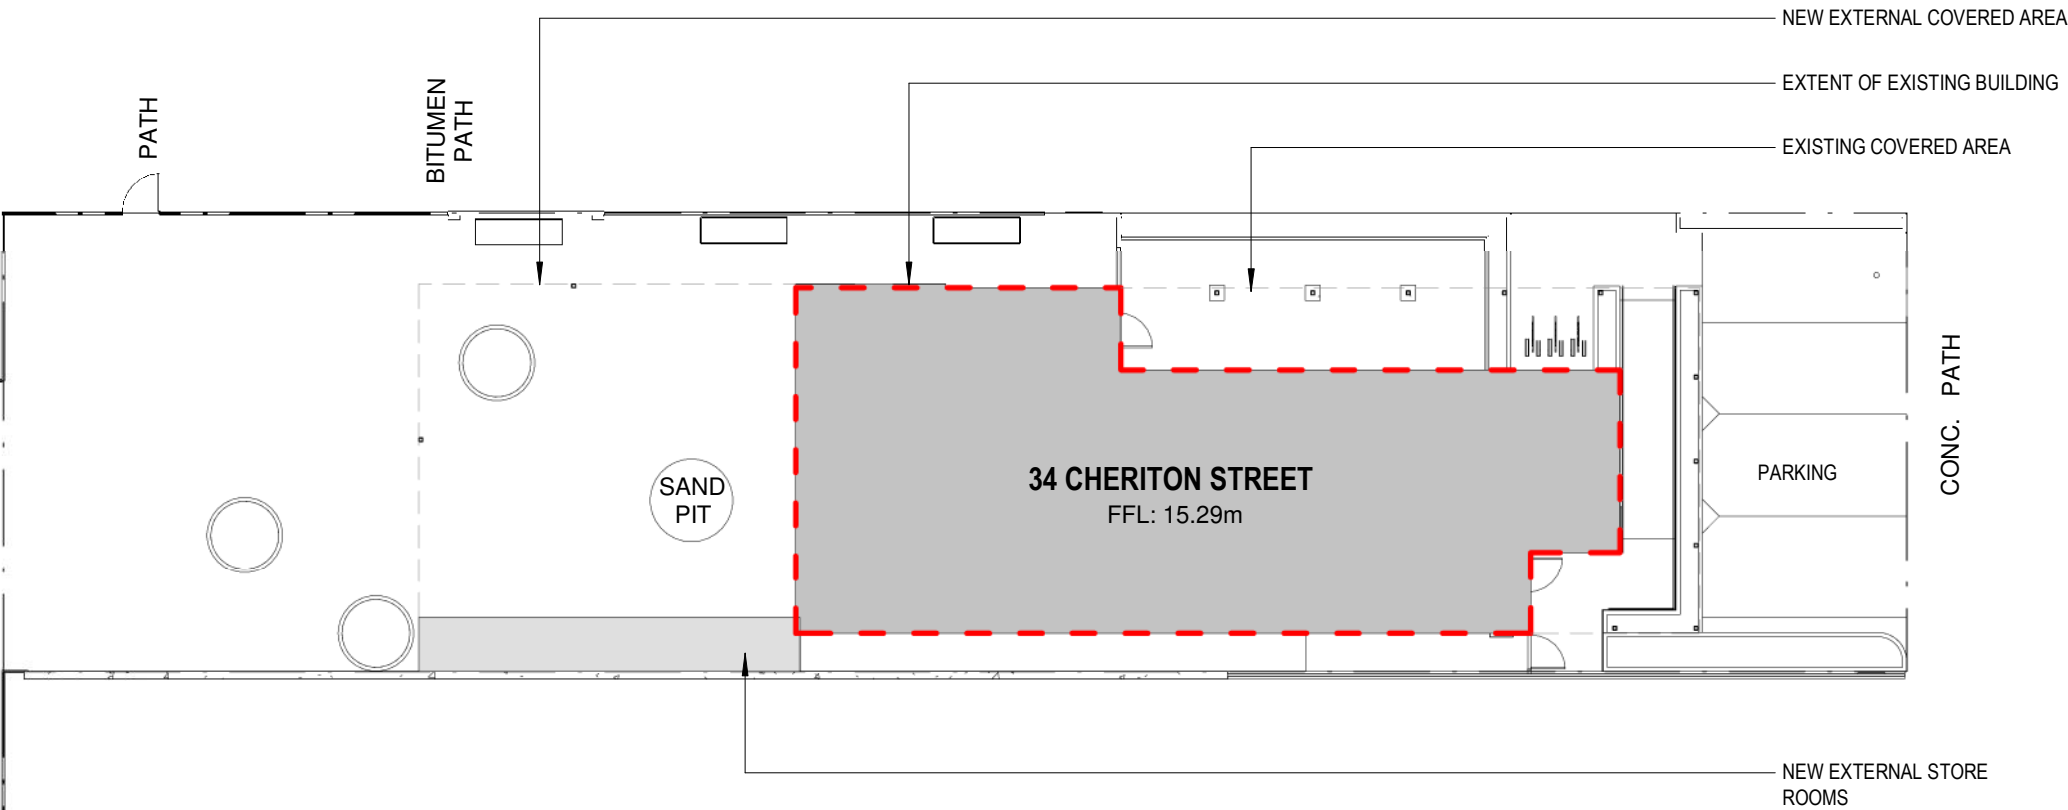 NEW EXTERNAL COVERED AREA
EXTENT OF EXISTING BUILDING
EXISTING COVERED AREA
PATH
BITUMEN
PATH
SAND
PIT
34 CHERITON STREET
FFL: 15.29m
PARKING
CONC. PATH
NEW EXTERNAL STORE
ROOMS